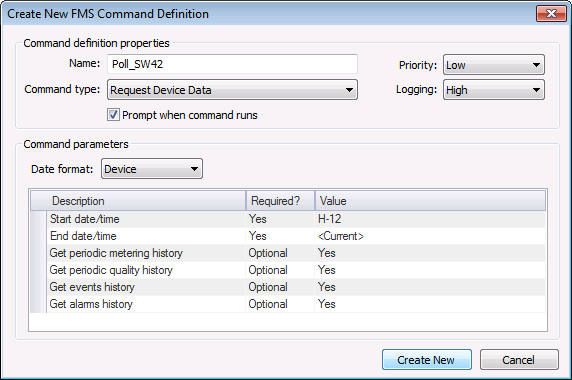 Create New FMS Command Definition
Command definition properties
Name: Poll_SW42 Priority: Low
Command type: Request Device Data Logging: High
Prompt when command runs
Command parameters
Date format: Device
Description Required? Value
Start date/time Yes H-12
End date/time Yes <Current>
Get periodic metering history Optional Yes
Get periodic quality history Optional Yes
Get events history Optional Yes
Get alarms history Optional Yes
Create New Cancel